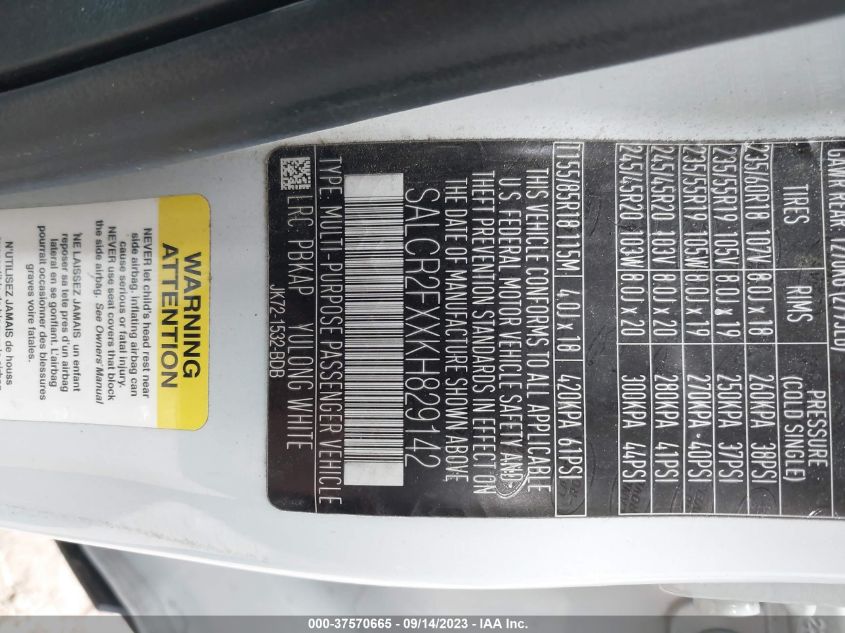 GAWR REAR: 1770KG (2775LB)
TIRES RIMS PRESSURE (COLD SINGLE)
235/60R18 107V 8.0J x 18 260KPA 38PSI
235/55R19 105V 8.0J x 19 250KPA 37PSI
235/55R19 105W 8.0J x 19 270KPA 40PSI
245/45R20 103V 8.0J x 20 280KPA 41PSI
245/45R20 103W 8.0J x 20 300KPA 44PSI
T155/85R18 115M 4.0J x 18 420KPA 61PSI
THIS VEHICLE CONFORMS TO ALL APPLICABLE
U.S. FEDERAL MOTOR VEHICLE SAFETY AND
THEFT PREVENTION STANDARDS IN EFFECT ON
THE DATE OF MANUFACTURE SHOWN ABOVE
SALCR2FXXKH829142
TYPE: MULTI-PURPOSE PASSENGER VEHICLE
LRC PBKAP YULONG WHITE
JK72-1532-BDB
WARNING
ATTENTION
NEVER let child's head rest near
side airbag, inflating airbag can
cause serious or fatal injury.
NEVER use seat covers that block
the side airbag. See Owners' Manual
NE LAISSEZ JAMAIS un enfant
reposer sa tete pres d'un airbag
lateral en se gonflant. L'airbag
pourrait occasionner des blessures
graves voire fatales.
N'UTILISEZ JAMAIS de houss
000-37570665 - 09/14/2023 - IAA Inc.